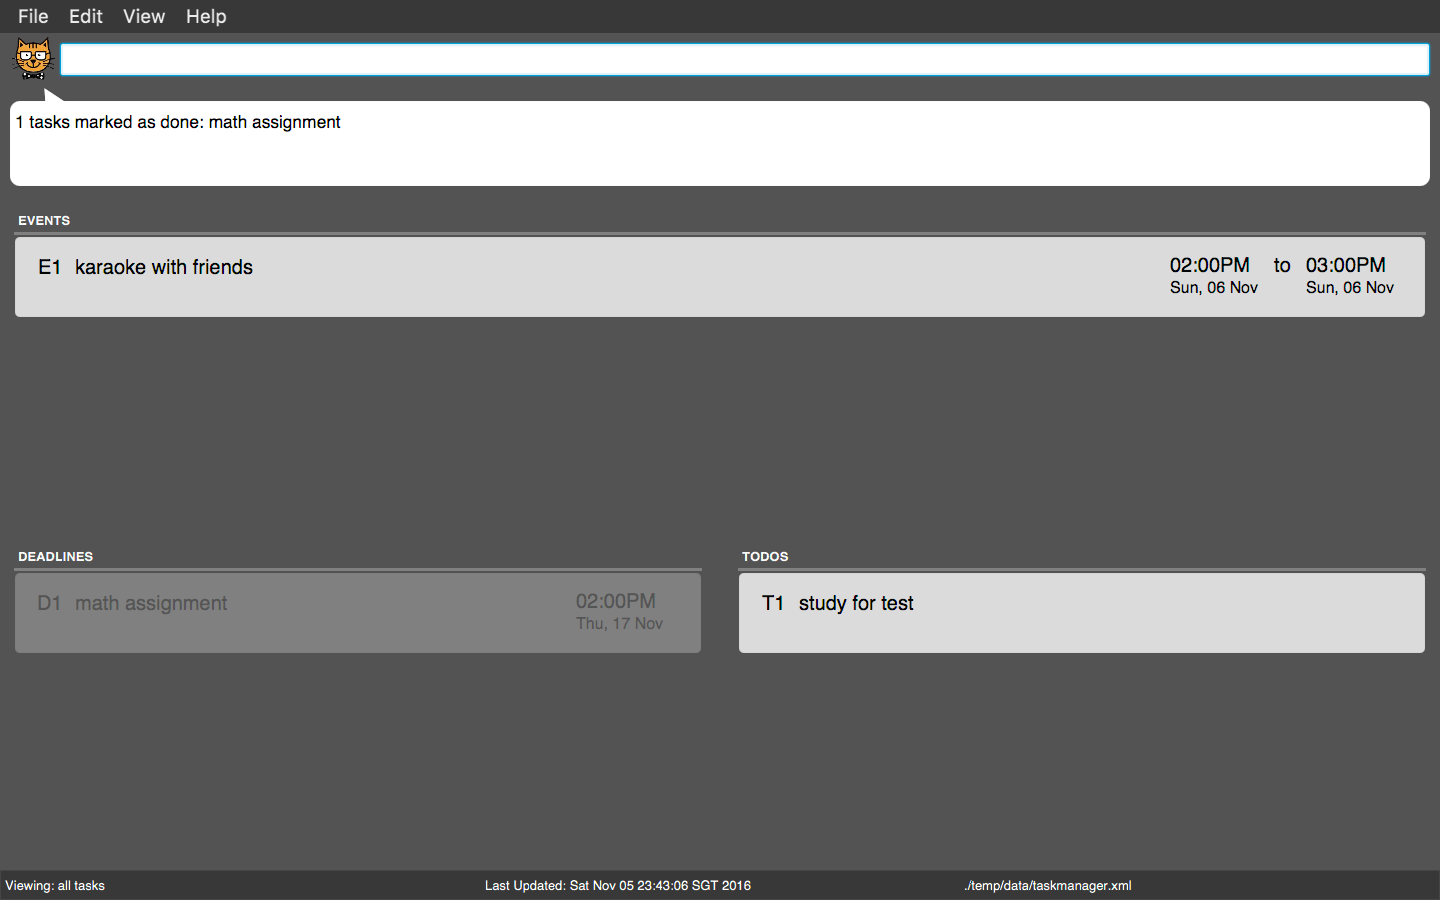 File Edit View Help
1 tasks marked as done: math assignment
EVENTS
E1 karaoke with friends 02:00PM to 03:00PM
Sun, 06 Nov Sun, 06 Nov
DEADLINES
D1 math assignment 02:00PM
Thu, 17 Nov
TODOS
T1 study for test
Viewing: all tasks Last Updated: Sat Nov 05 23:43:06 SGT 2016 ./temp/data/taskmanager.xml